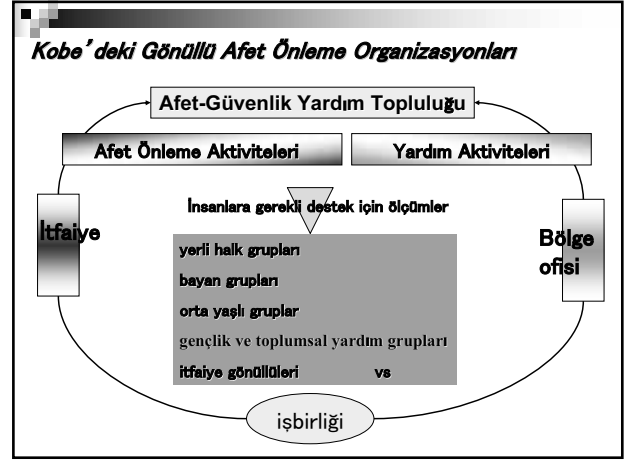 Kobe’deki Gönüllü Afet Önleme Organizasyonları
Afet-Güvenlik Yardım Topluluğu
Afet Önleme Aktiviteleri
Yardım Aktiviteleri
İnsanlara gerekli destek için ölçümler
İtfaiye
Bölge
ofisi
yerli halk grupları
bayan grupları
orta yaşlı gruplar
gençlik ve toplumsal yardım grupları
itfaiye gönüllüleri vs
işbirliği